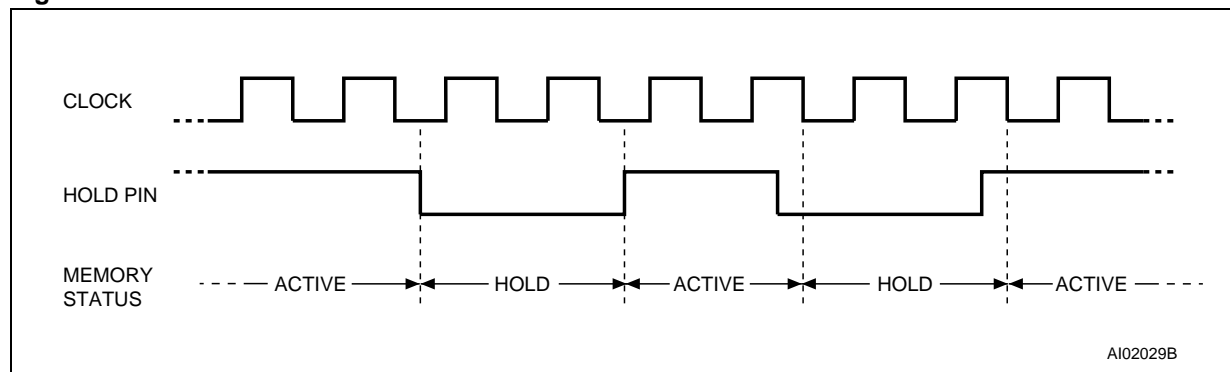 CLOCK
HOLD PIN
MEMORY
STATUS
ACTIVE HOLD ACTIVE HOLD ACTIVE
AI02029B